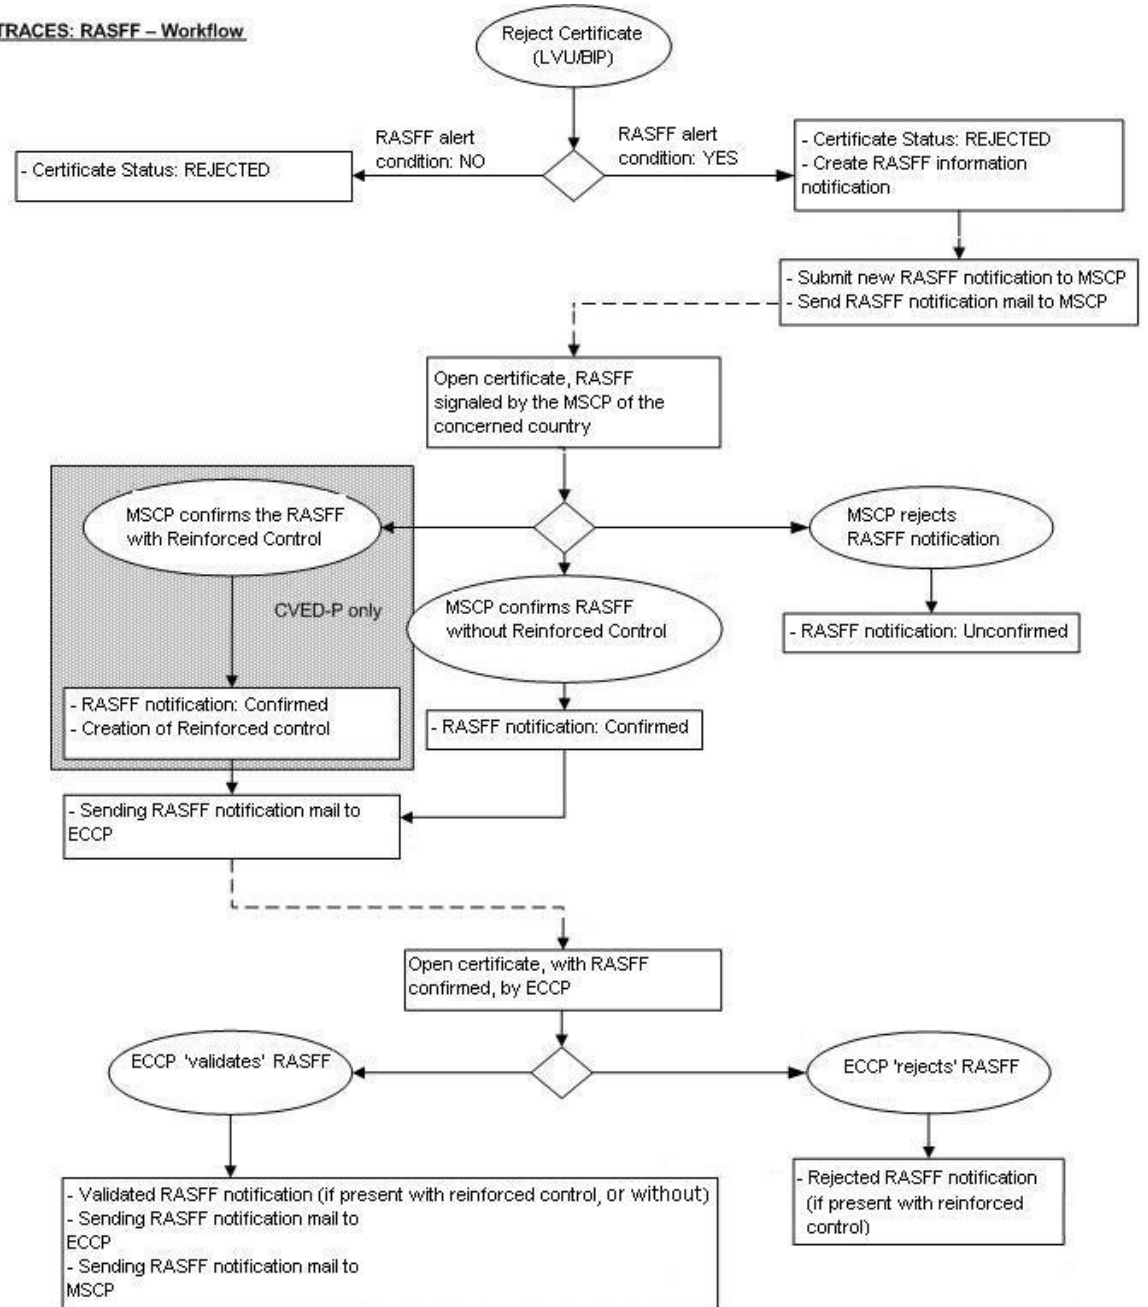 TRACES: RASFF – Workflow
Reject Certificate
(LVU/BIP)
RASFF alert
condition: NO
RASFF alert
condition: YES
- Certificate Status: REJECTED
- Certificate Status: REJECTED
- Create RASFF information
notification
- Submit new RASFF notification to MSCP
- Send RASFF notification mail to MSCP
Open certificate, RASFF
signaled by the MSCP of the
concerned country
MSCP confirms the RASFF
with Reinforced Control
MSCP rejects
RASFF notification
CVED-P only
MSCP confirms RASFF
without Reinforced Control
- RASFF notification: Unconfirmed
- RASFF notification: Confirmed
- Creation of Reinforced control
- RASFF notification: Confirmed
- Sending RASFF notification mail to
ECCP
Open certificate, with RASFF
confirmed, by ECCP
ECCP 'validates' RASFF
ECCP 'rejects' RASFF
- Validated RASFF notification (if present with reinforced control, or without)
- Sending RASFF notification mail to
ECCP
- Sending RASFF notification mail to
MSCP
- Rejected RASFF notification
(if present with reinforced
control)